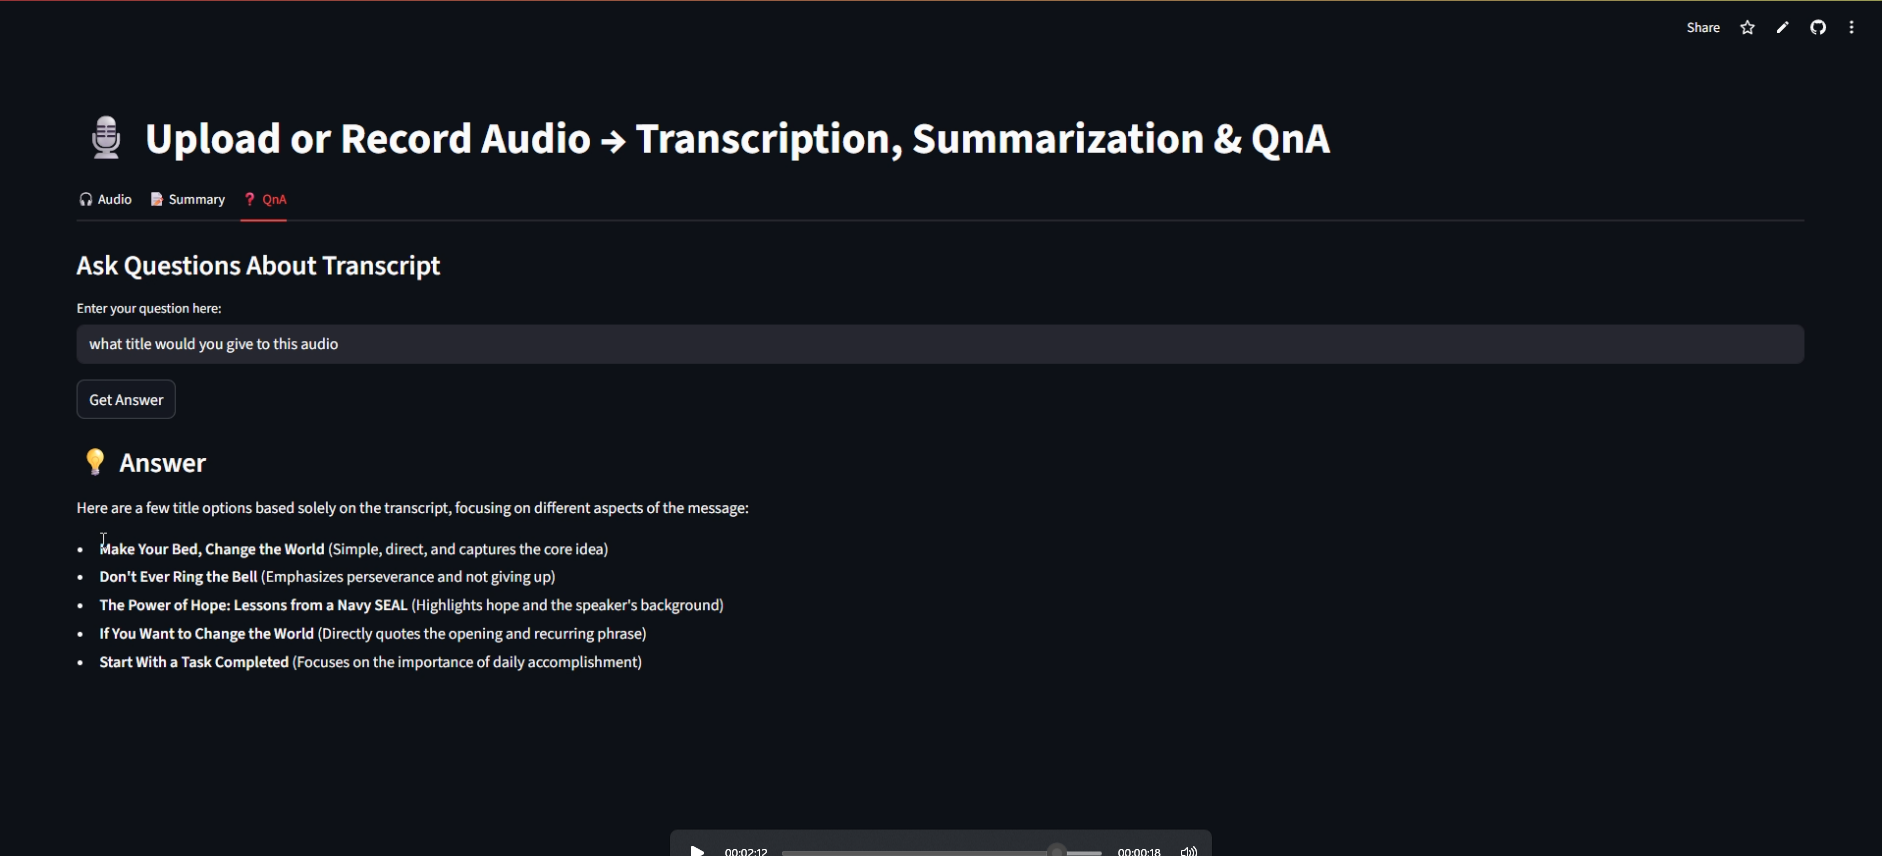 Share
Upload or Record Audio → Transcription, Summarization & QnA
Audio Summary QnA
Ask Questions About Transcript
Enter your question here:
what title would you give to this audio
Get Answer
Answer
Here are a few title options based solely on the transcript, focusing on different aspects of the message:
• Make Your Bed, Change the World (Simple, direct, and captures the core idea)
• Don't Ever Ring the Bell (Emphasizes perseverance and not giving up)
• The Power of Hope: Lessons from a Navy SEAL (Highlights hope and the speaker's background)
• If You Want to Change the World (Directly quotes the opening and recurring phrase)
• Start With a Task Completed (Focuses on the importance of daily accomplishment)
00:02:12 00:00:18